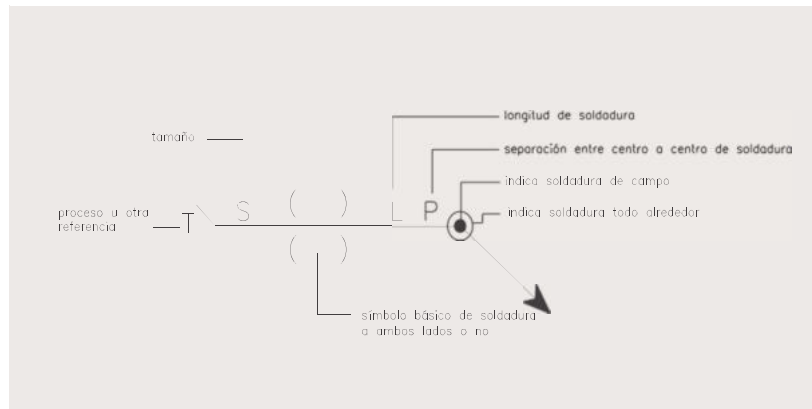 longitud de soldadura
tamaño
separación entre centro a centro de soldadura
indica soldadura de campo
S ( ) L P
proceso u otra
referencia
T
indica soldadura todo alrededor
( )
símbolo básico de soldadura
a ambos lados o no